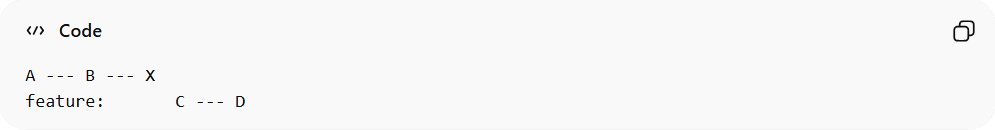 Code
A --- B --- X
feature:       C --- D